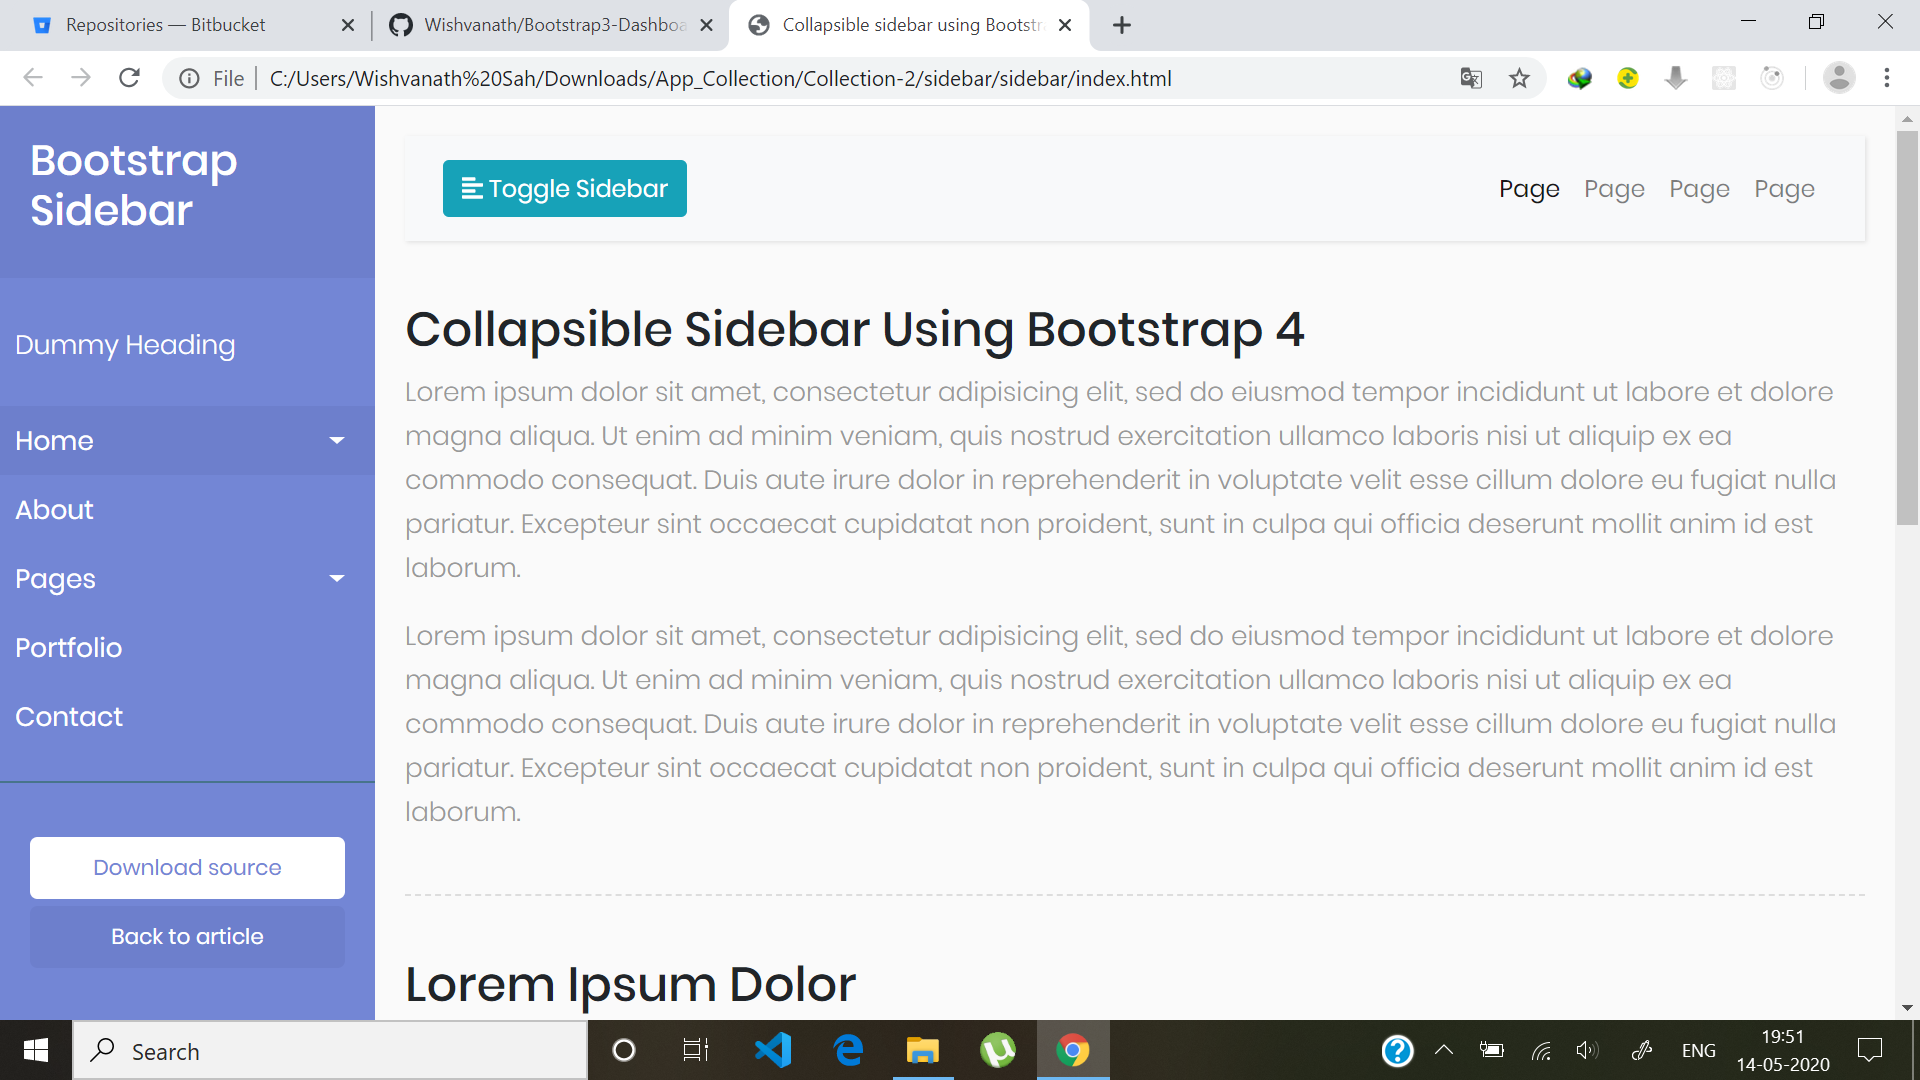 Repositories — Bitbucket
Wishvanath/Bootstrap3-Dashboa
Collapsible sidebar using Bootstr
File
C:/Users/Wishvanath%20Sah/Downloads/App_Collection/Collection-2/sidebar/sidebar/index.html
Bootstrap
Sidebar
Dummy Heading
Home
About
Pages
Portfolio
Contact
Download source
Back to article
Toggle Sidebar
Page Page Page Page
Collapsible Sidebar Using Bootstrap 4
Lorem ipsum dolor sit amet, consectetur adipisicing elit, sed do eiusmod tempor incididunt ut labore et dolore
magna aliqua. Ut enim ad minim veniam, quis nostrud exercitation ullamco laboris nisi ut aliquip ex ea
commodo consequat. Duis aute irure dolor in reprehenderit in voluptate velit esse cillum dolore eu fugiat nulla
pariatur. Excepteur sint occaecat cupidatat non proident, sunt in culpa qui officia deserunt mollit anim id est
laborum.
Lorem ipsum dolor sit amet, consectetur adipisicing elit, sed do eiusmod tempor incididunt ut labore et dolore
magna aliqua. Ut enim ad minim veniam, quis nostrud exercitation ullamco laboris nisi ut aliquip ex ea
commodo consequat. Duis aute irure dolor in reprehenderit in voluptate velit esse cillum dolore eu fugiat nulla
pariatur. Excepteur sint occaecat cupidatat non proident, sunt in culpa qui officia deserunt mollit anim id est
laborum.
Lorem Ipsum Dolor
Search
ENG
19:51
14-05-2020